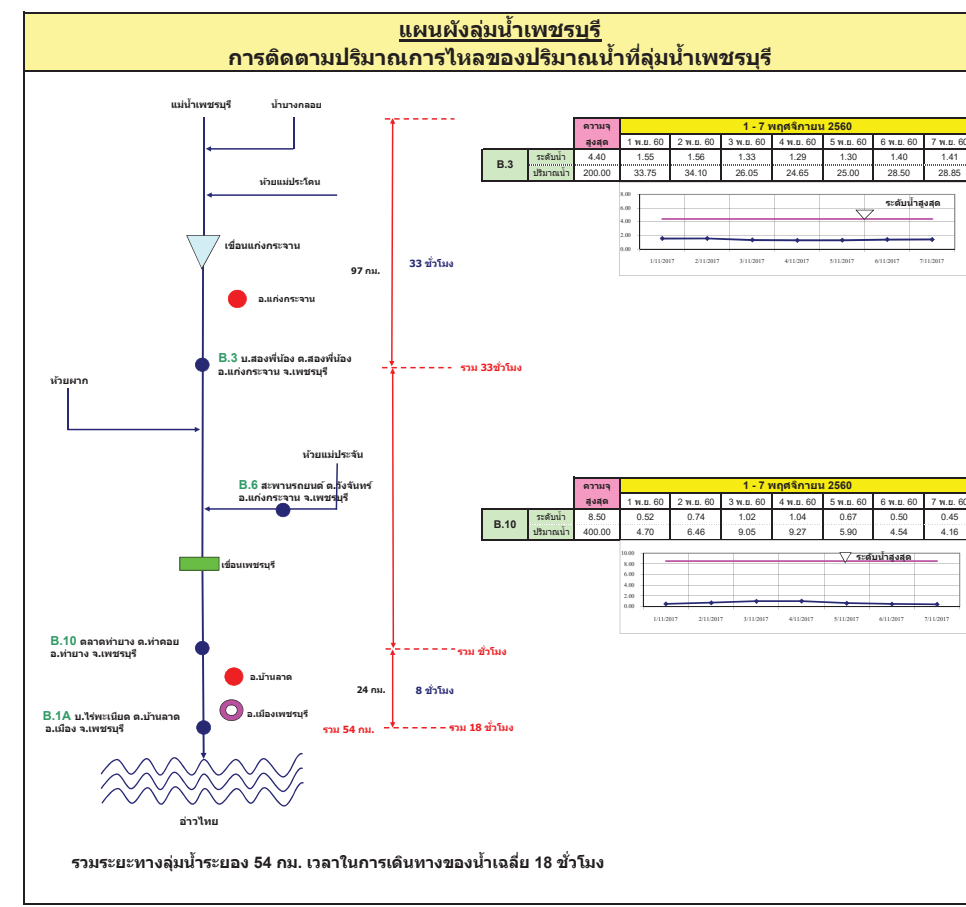 แผนผังลุ่มน้ำเพชรบุรี
การติดตามปริมาณการไหลของปริมาณน้ำที่ลุ่มน้ำเพชรบุรี
แม่น้ำเพชรบุรี
น้ำบางกลอย
ห้วยแม่ประโดน
เขื่อนแก่งกระจาน
97 กม.
33 ชั่วโมง
อ.แก่งกระจาน
B.3 บ.สองพี่น้อง ต.สองพี่น้อง
อ.แก่งกระจาน จ.เพชรบุรี
รวม 33ชั่วโมง
ห้วยผาก
ห้วยแม่ประจัน
B.6 สะพานรถยนต์ ต.วังจันทร์
อ.แก่งกระจาน จ.เพชรบุรี
เขื่อนเพชรบุรี
B.10 ตลาดท่ายาง ต.ท่าคอย
อ.ท่ายาง จ.เพชรบุรี
รวม ชั่วโมง
อ.บ้านลาด
24 กม.
8 ชั่วโมง
อ.เมืองเพชรบุรี
B.1A บ.ไร่พะเนียด ต.บ้านลาด
อ.เมือง จ.เพชรบุรี
รวม 54 กม.
รวม 18 ชั่วโมง
อ่าวไทย
รวมระยะทางลุ่มน้ำระยอง 54 กม. เวลาในการเดินทางของน้ำเฉลี่ย 18 ชั่วโมง
ความจุ 1 - 7 พฤศจิกายน 2560
สูงสุด 1 พ.ย. 60 2 พ.ย. 60 3 พ.ย. 60 4 พ.ย. 60 5 พ.ย. 60 6 พ.ย. 60 7 พ.ย. 60
B.3
ระดับน้ำ 4.40 1.55 1.56 1.33 1.29 1.30 1.40 1.41
ปริมาณน้ำ 200.00 33.75 34.10 26.05 24.65 25.00 28.50 28.85
8.00
6.00
4.00
2.00
0.00
ระดับน้ำสูงสุด
1/11/2017 2/11/2017 3/11/2017 4/11/2017 5/11/2017 6/11/2017 7/11/2017
ความจุ 1 - 7 พฤศจิกายน 2560
สูงสุด 1 พ.ย. 60 2 พ.ย. 60 3 พ.ย. 60 4 พ.ย. 60 5 พ.ย. 60 6 พ.ย. 60 7 พ.ย. 60
B.10
ระดับน้ำ 8.50 0.52 0.74 1.02 1.04 0.67 0.50 0.45
ปริมาณน้ำ 400.00 4.70 6.46 9.05 9.27 5.90 4.54 4.16
10.00
8.00
6.00
4.00
2.00
0.00
ระดับน้ำสูงสุด
1/11/2017 2/11/2017 3/11/2017 4/11/2017 5/11/2017 6/11/2017 7/11/2017